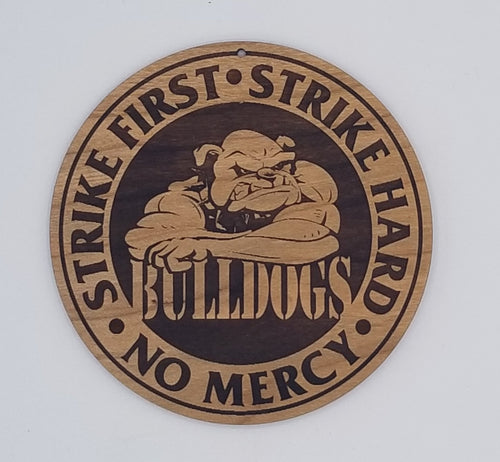 STRIKE FIRST • STRIKE HARD • NO MERCY •
BULLDOGS